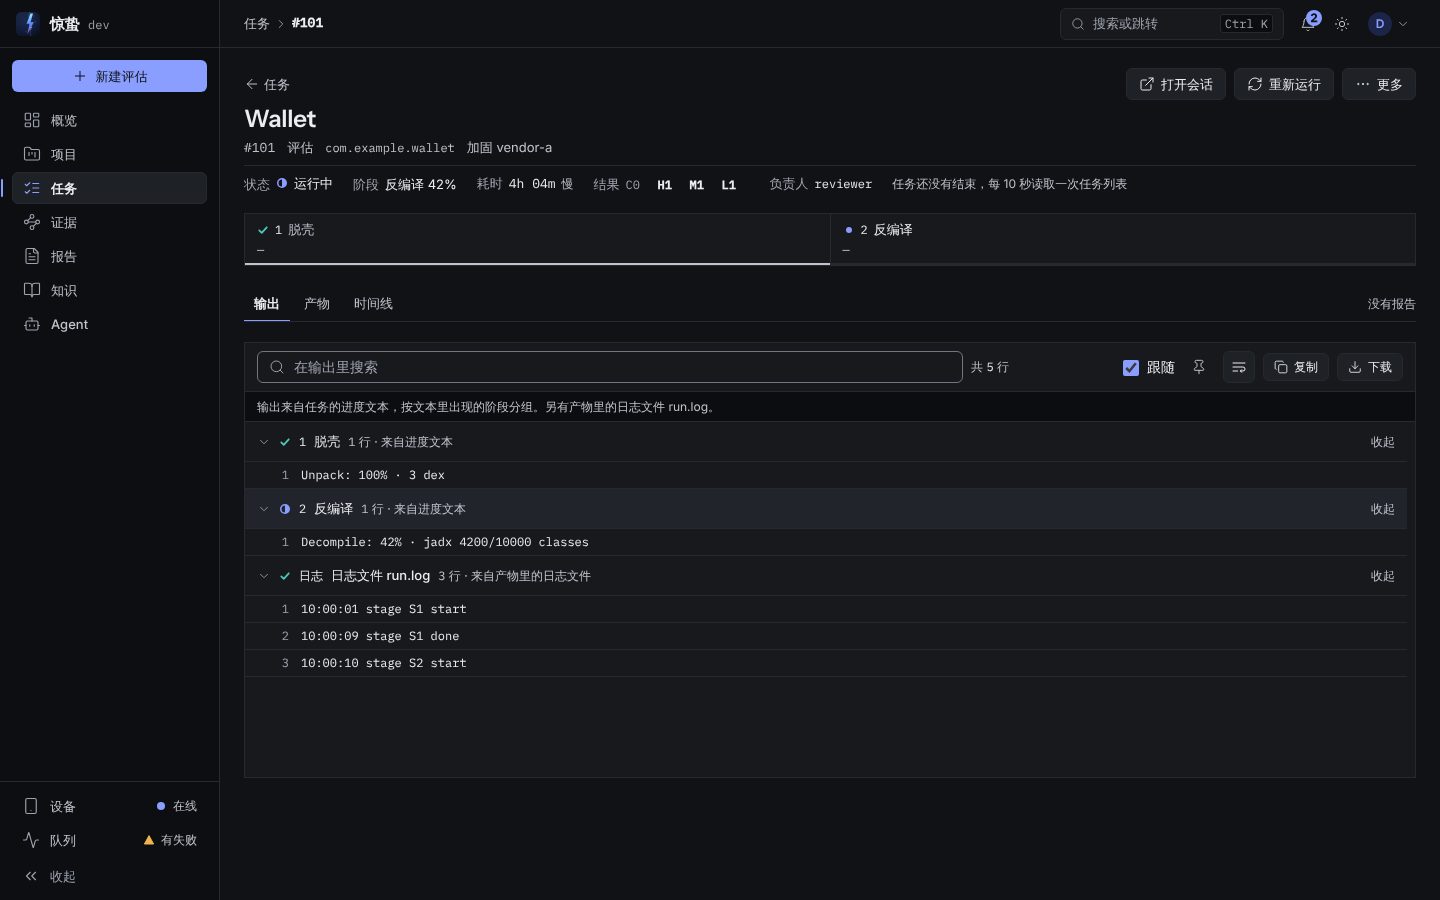 惊蛰 dev
任务 > #101
搜索或跳转 Ctrl K
2
D
新建评估
概览
项目
任务
证据
报告
知识
Agent
设备 在线
队列 有失败
收起
任务
打开会话 重新运行 更多
Wallet
#101 评估 com.example.wallet 加固 vendor-a
状态 运行中 阶段 反编译 42% 耗时 4h 04m 慢 结果 C0 H1 M1 L1 负责人 reviewer 任务还没有结束，每 10 秒读取一次任务列表
1 脱壳
—
2 反编译
—
输出 产物 时间线 没有报告
在输出里搜索 共 5 行 跟随 复制 下载
输出来自任务的进度文本，按文本里出现的阶段分组。另有产物里的日志文件 run.log。
1 脱壳 1 行 · 来自进度文本 收起
1 Unpack: 100% · 3 dex
2 反编译 1 行 · 来自进度文本 收起
1 Decompile: 42% · jadx 4200/10000 classes
日志 日志文件 run.log 3 行 · 来自产物里的日志文件 收起
1 10:00:01 stage S1 start
2 10:00:09 stage S1 done
3 10:00:10 stage S2 start